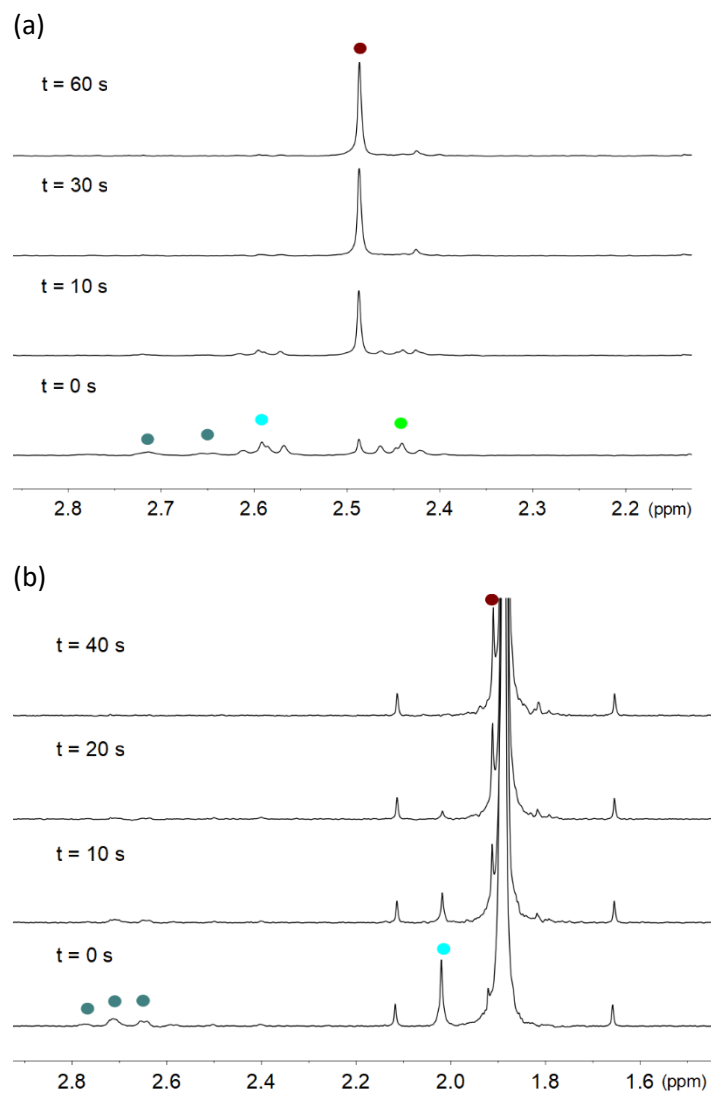 (a)
t = 60 s
t = 30 s
t = 10 s
t = 0 s
2.8 2.7 2.6 2.5 2.4 2.3 2.2 (ppm)
(b)
t = 40 s
t = 20 s
t = 10 s
t = 0 s
2.8 2.6 2.4 2.2 2.0 1.8 1.6 (ppm)